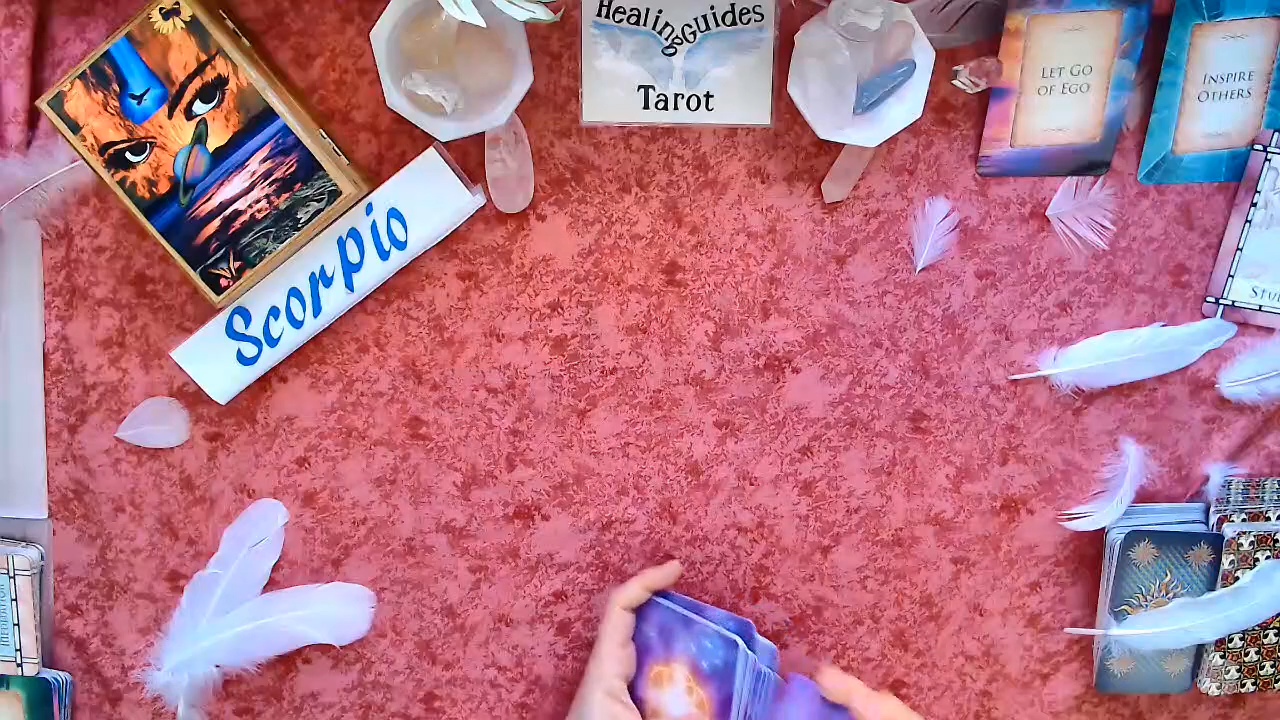 Healing Guides
Tarot
LET GO
OF EGO
INSPIRE
OTHERS
Scorpio